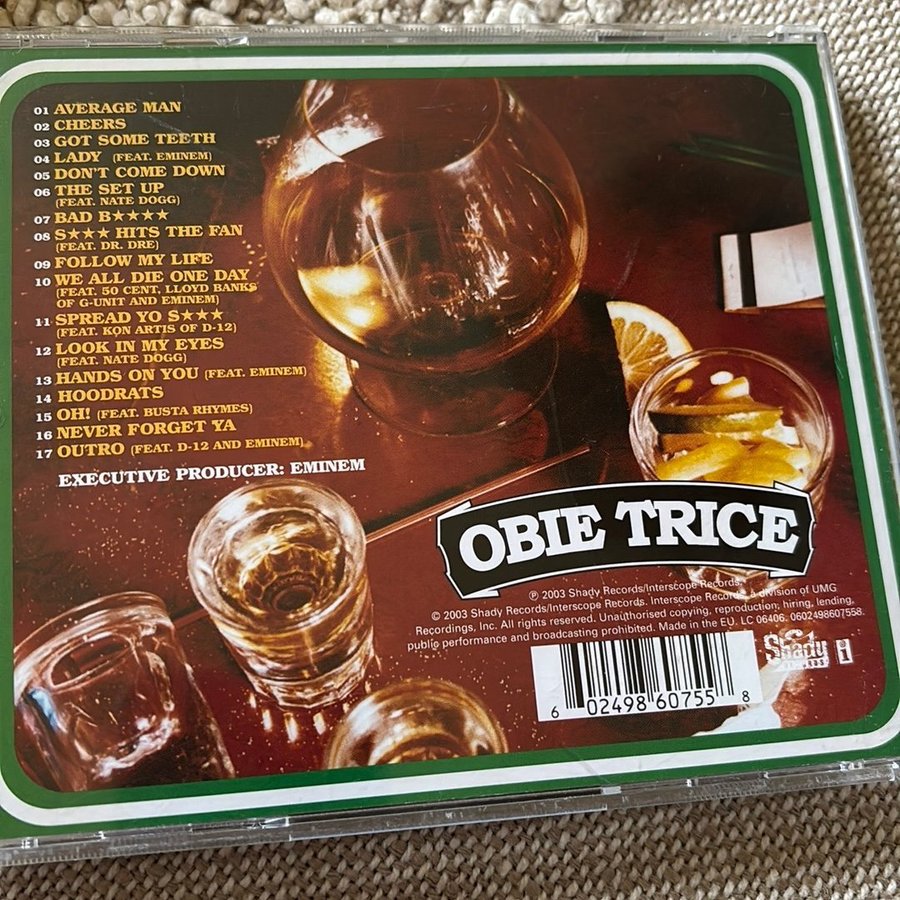 01 AVERAGE MAN
02 CHEERS
03 GOT SOME TEETH
04 LADY (FEAT. EMINEM)
05 DON'T COME DOWN
06 THE SET UP
(FEAT. NATE DOGG)
07 BAD B★★★★
08 S★★★ HITS THE FAN
(FEAT. DR. DRE)
09 FOLLOW MY LIFE
10 WE ALL DIE ONE DAY
(FEAT. 50 CENT, LLOYD BANKS
OF G-UNIT AND EMINEM)
11 SPREAD YO S★★★
(FEAT. KON ARTIS OF D-12)
12 LOOK IN MY EYES
(FEAT. NATE DOGG)
13 HANDS ON YOU (FEAT. EMINEM)
14 HOODRATS
15 OH! (FEAT. BUSTA RHYMES)
16 NEVER FORGET YA
17 OUTRO (FEAT. D-12 AND EMINEM)
EXECUTIVE PRODUCER: EMINEM
OBIE TRICE
℗ 2003 Shady Records/Interscope Records.
© 2003 Shady Records/Interscope Records. Interscope Records, a division of UMG
Recordings, Inc. All rights reserved. Unauthorised copying, reproduction, hiring, lending,
public performance and broadcasting prohibited. Made in the EU. LC 06406. 0602498607558.
Shady
RECORDS
i
6 02498 60755 8